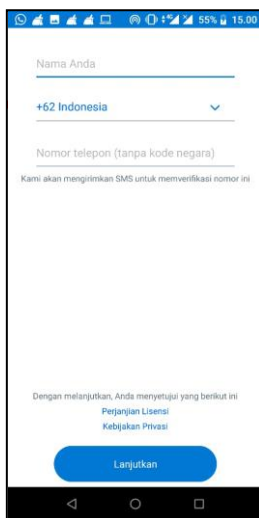 55% 15.00
Nama Anda
+62 Indonesia
Nomor telepon (tanpa kode negara)
Kami akan mengirimkan SMS untuk memverifikasi nomor ini
Dengan melanjutkan, Anda menyetujui yang berikut ini
Perjanjian Lisensi
Kebijakan Privasi
Lanjutkan